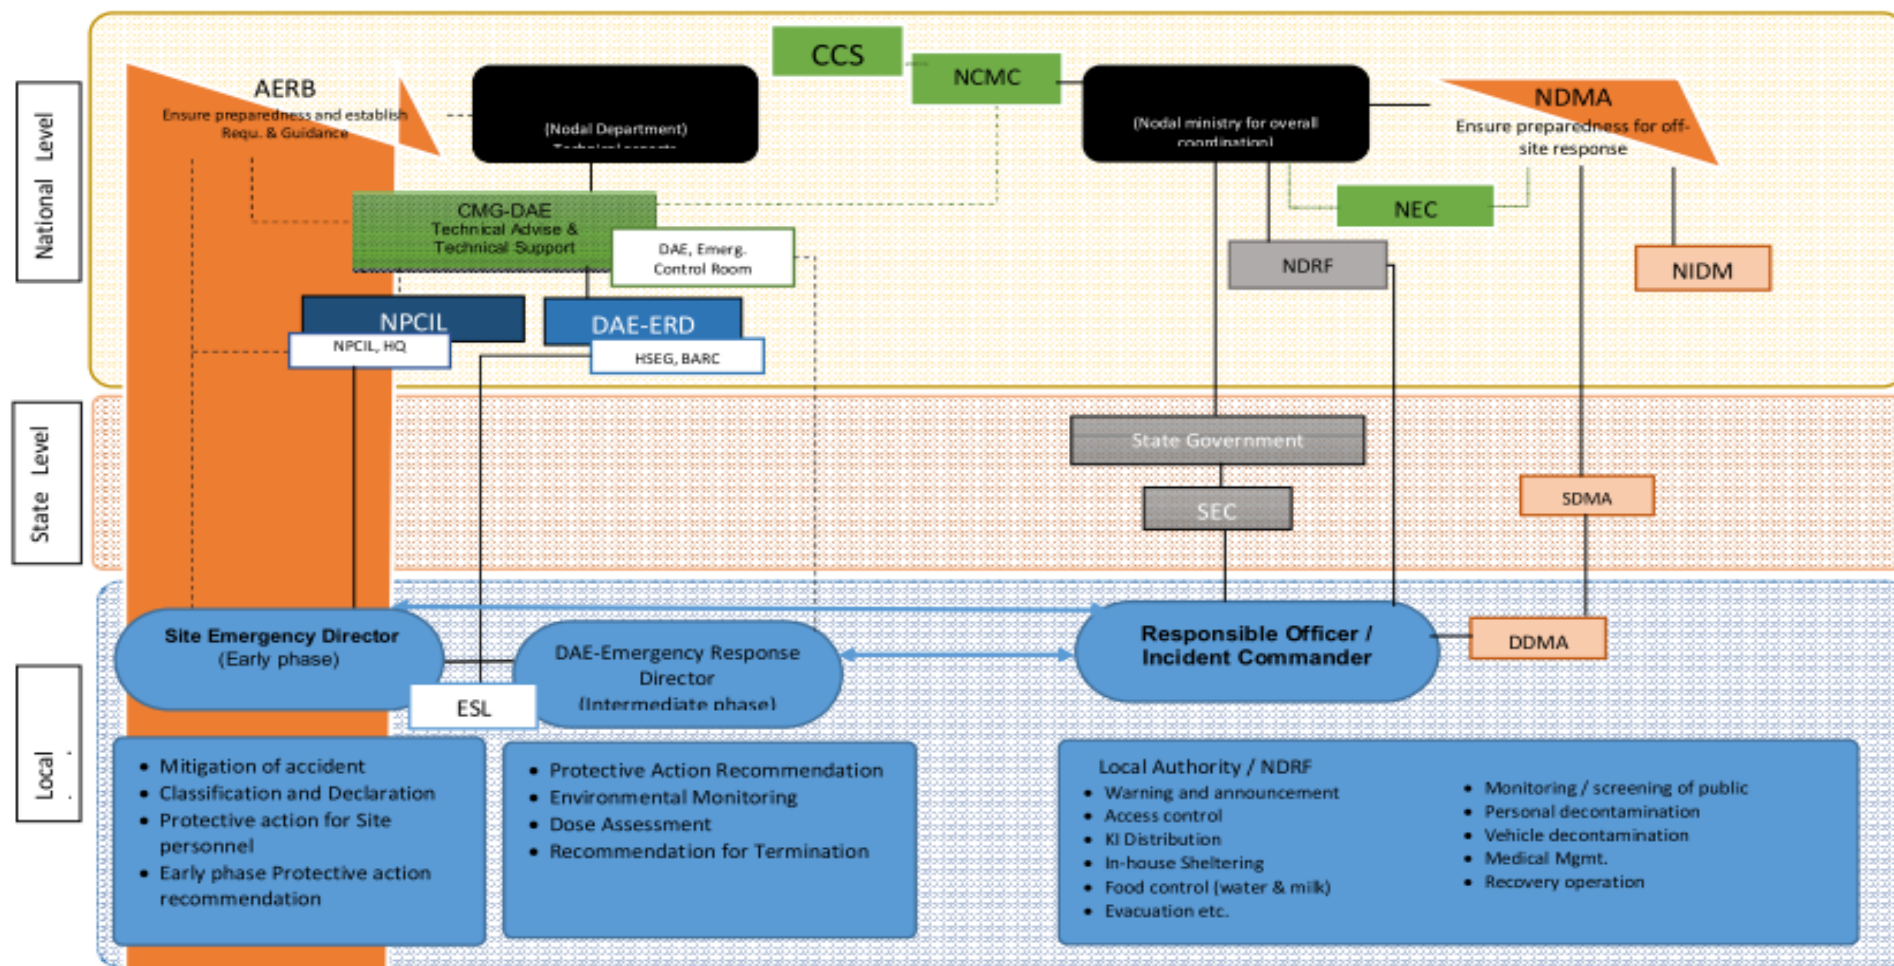 National Level
CCS
NCMC
AERB
Ensure preparedness and establish
Requ. & Guidance
(Nodal Department)
(Nodal ministry for overall
coordination)
NDMA
Ensure preparedness for off-
site response
CMG-DAE
Technical Advise &
Technical Support
DAE, Emerg.
Control Room
NEC
NDRF
NIDM
NPCIL
NPCIL, HQ
DAE-ERD
HSEG, BARC
State Level
State Government
SEC
SDMA
Local
Site Emergency Director
(Early phase)
DAE-Emergency Response
Director
(Intermediate phase)
ESL
Responsible Officer /
Incident Commander
DDMA
• Mitigation of accident
• Classification and Declaration
• Protective action for Site
personnel
• Early phase Protective action
recommendation
• Protective Action Recommendation
• Environmental Monitoring
• Dose Assessment
• Recommendation for Termination
Local Authority / NDRF
• Warning and announcement
• Access control
• KI Distribution
• In-house Sheltering
• Food control (water & milk)
• Evacuation etc.
• Monitoring / screening of public
• Personal decontamination
• Vehicle decontamination
• Medical Mgmt.
• Recovery operation